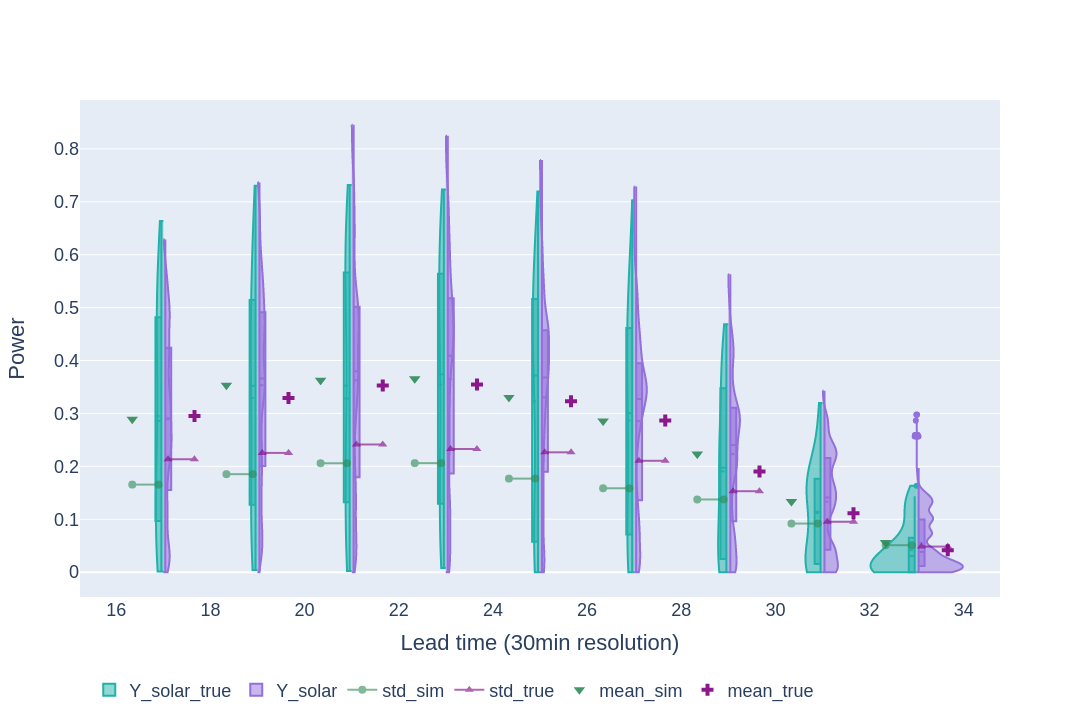 0.8
0.7
0.6
0.5
0.4
0.3
0.2
0.1
0
Power
16 18 20 22 24 26 28 30 32 34
Lead time (30min resolution)
Y_solar_true Y_solar std_sim std_true mean_sim mean_true